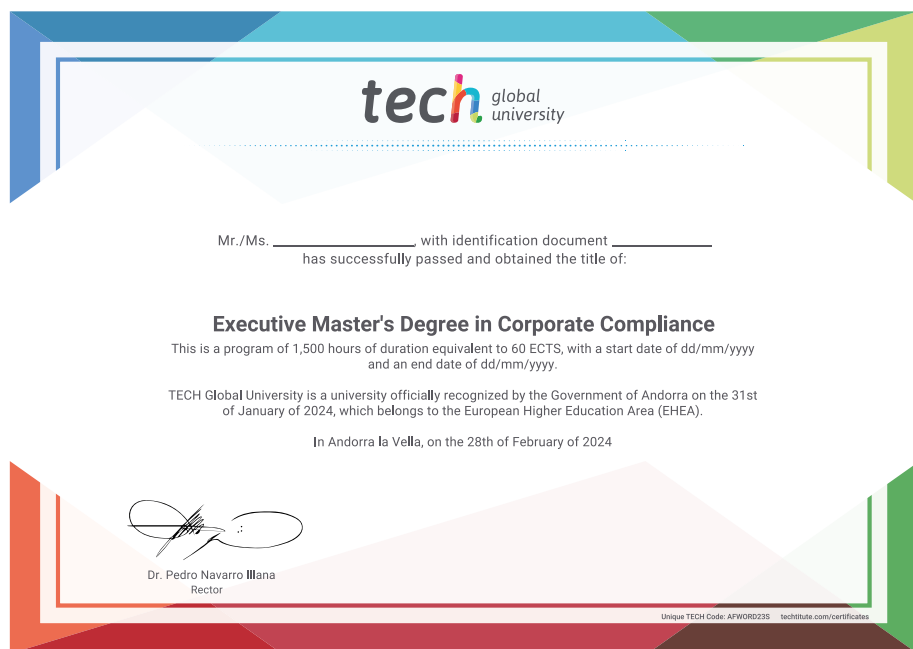 tech global university
Mr./Ms. ____________, with identification document ____________
has successfully passed and obtained the title of:
Executive Master's Degree in Corporate Compliance
This is a program of 1,500 hours of duration equivalent to 60 ECTS, with a start date of dd/mm/yyyy
and an end date of dd/mm/yyyy.
TECH Global University is a university officially recognized by the Government of Andorra on the 31st
of January of 2024, which belongs to the European Higher Education Area (EHEA).
In Andorra la Vella, on the 28th of February of 2024
Dr. Pedro Navarro Illana
Rector
Unique TECH Code: AFWORD23S techtitute.com/certificates